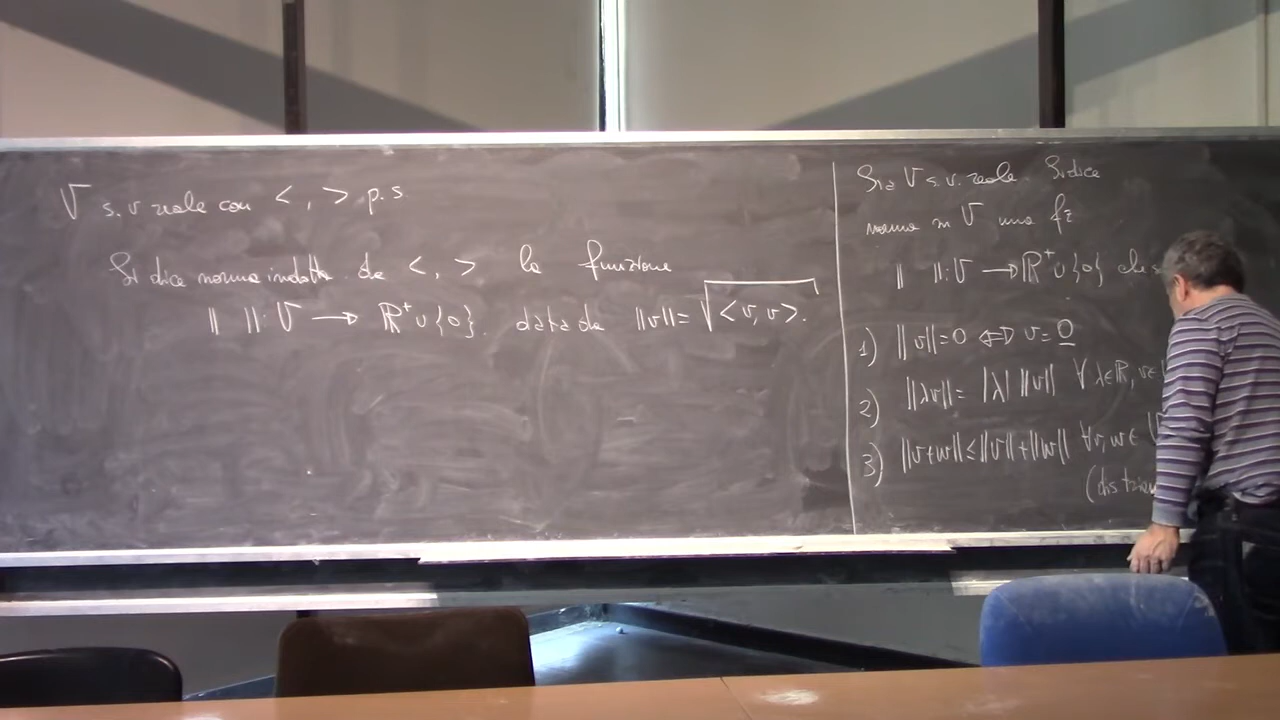 V s.v reale con < , > p.s.
Si dice norma indotta da < , > la funzione
|| ||: V → ℝ⁺∪{0}. data da ||v|| = √<v,v>.
Sia V s.v. reale. Si dice
norma in V una fz
|| ||: V → ℝ⁺∪{0} che
1) ||v||=0 ⇔ v=0
2) ||λv|| = |λ| ||v|| ∀ λ∈ℝ, v∈
3) ||v+w|| ≤ ||v|| + ||w|| ∀v,w ∈ V